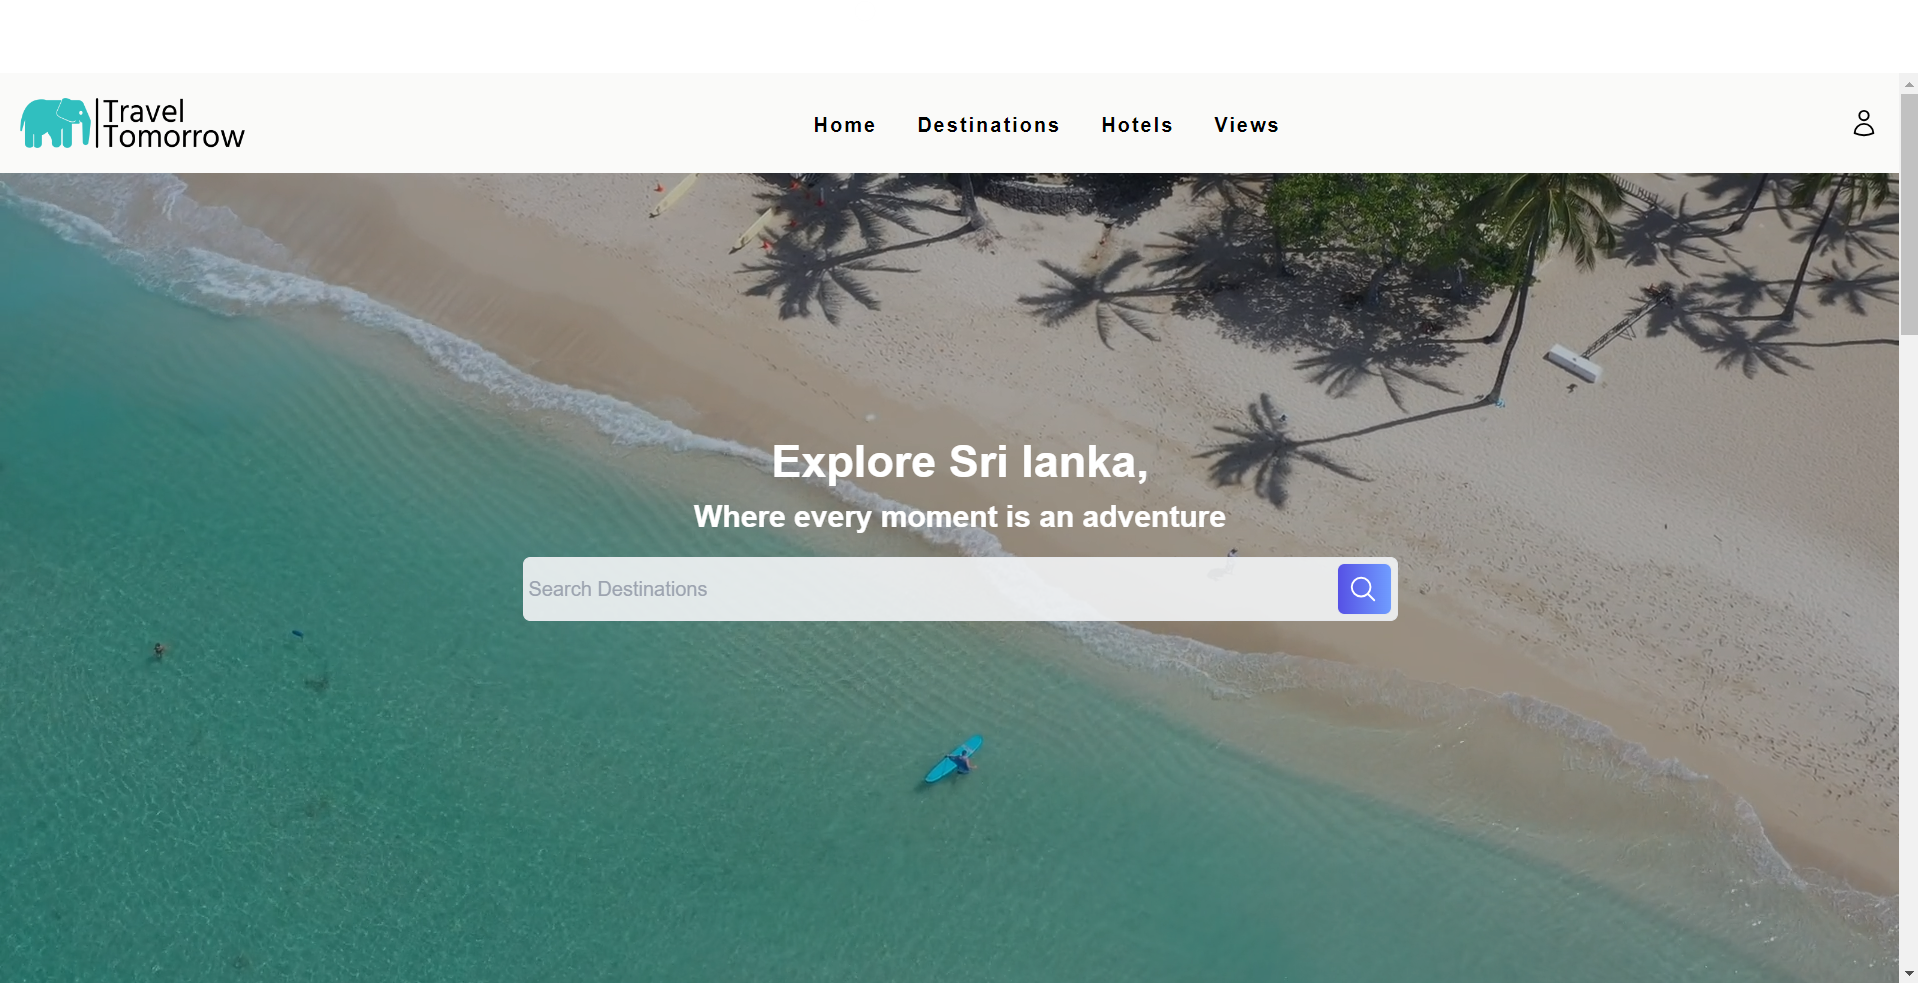 Travel
Tomorrow
Home Destinations Hotels Views
Explore Sri lanka,
Where every moment is an adventure
Search Destinations